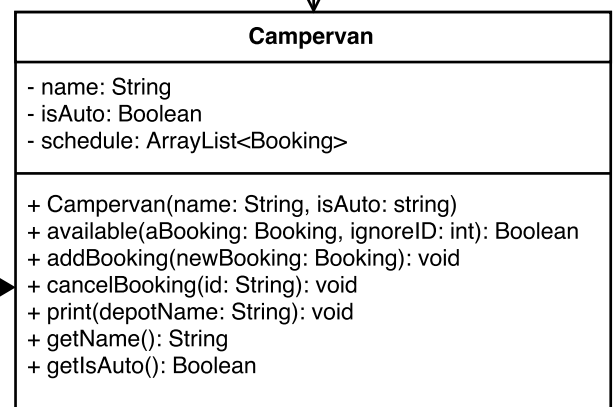 Campervan
- name: String
- isAuto: Boolean
- schedule: ArrayList<Booking>
+ Campervan(name: String, isAuto: string)
+ available(aBooking: Booking, ignoreID: int): Boolean
+ addBooking(newBooking: Booking): void
+ cancelBooking(id: String): void
+ print(depotName: String): void
+ getName(): String
+ getIsAuto(): Boolean